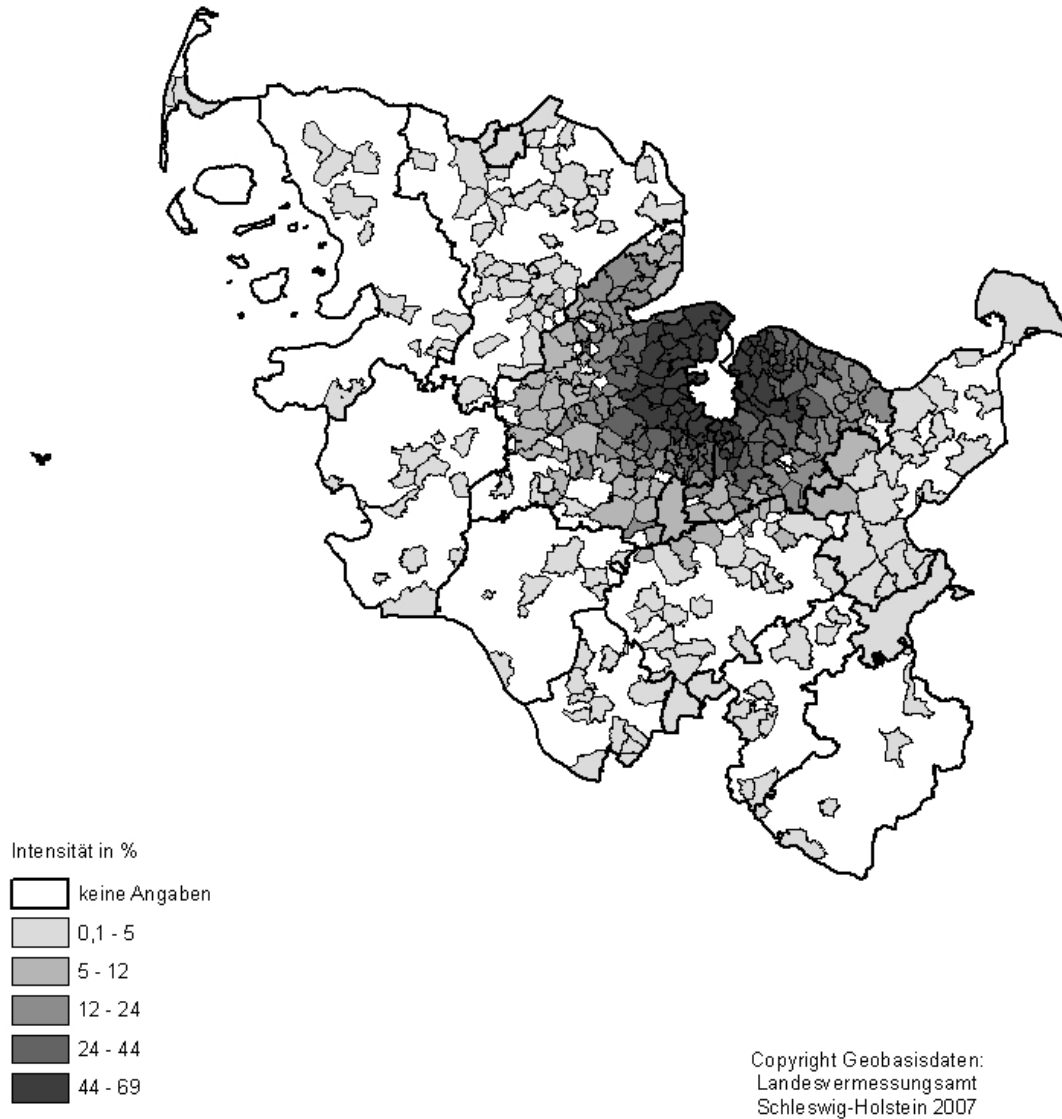 Intensität in %
keine Angaben
0,1 - 5
5 - 12
12 - 24
24 - 44
44 - 69
Copyright Geobasisdaten:
Landesvermessungsamt
Schleswig-Holstein 2007